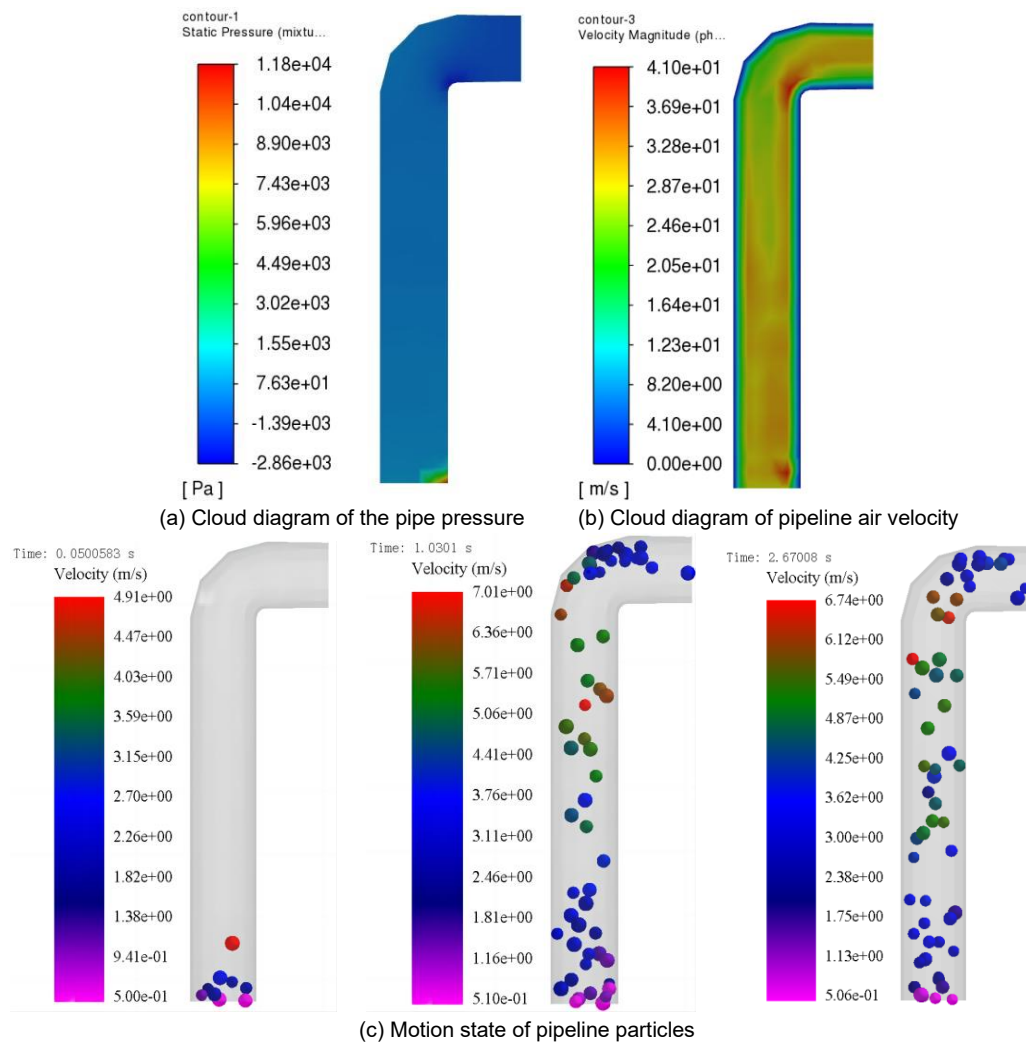 contour-1
Static Pressure (mixtu...
1.18e+04
1.04e+04
8.90e+03
7.43e+03
5.96e+03
4.49e+03
3.02e+03
1.55e+03
7.63e+01
-1.39e+03
-2.86e+03
[ Pa ]
contour-3
Velocity Magnitude (ph...
4.10e+01
3.69e+01
3.28e+01
2.87e+01
2.46e+01
2.05e+01
1.64e+01
1.23e+01
8.20e+00
4.10e+00
0.00e+00
[ m/s ]
(a) Cloud diagram of the pipe pressure
(b) Cloud diagram of pipeline air velocity
Time: 0.0500583 s
Velocity (m/s)
4.91e+00
4.47e+00
4.03e+00
3.59e+00
3.15e+00
2.70e+00
2.26e+00
1.82e+00
1.38e+00
9.41e-01
5.00e-01
Time: 1.0301 s
Velocity (m/s)
7.01e+00
6.36e+00
5.71e+00
5.06e+00
4.41e+00
3.76e+00
3.11e+00
2.46e+00
1.81e+00
1.16e+00
5.10e-01
Time: 2.67008 s
Velocity (m/s)
6.74e+00
6.12e+00
5.49e+00
4.87e+00
4.25e+00
3.62e+00
3.00e+00
2.38e+00
1.75e+00
1.13e+00
5.06e-01
(c) Motion state of pipeline particles